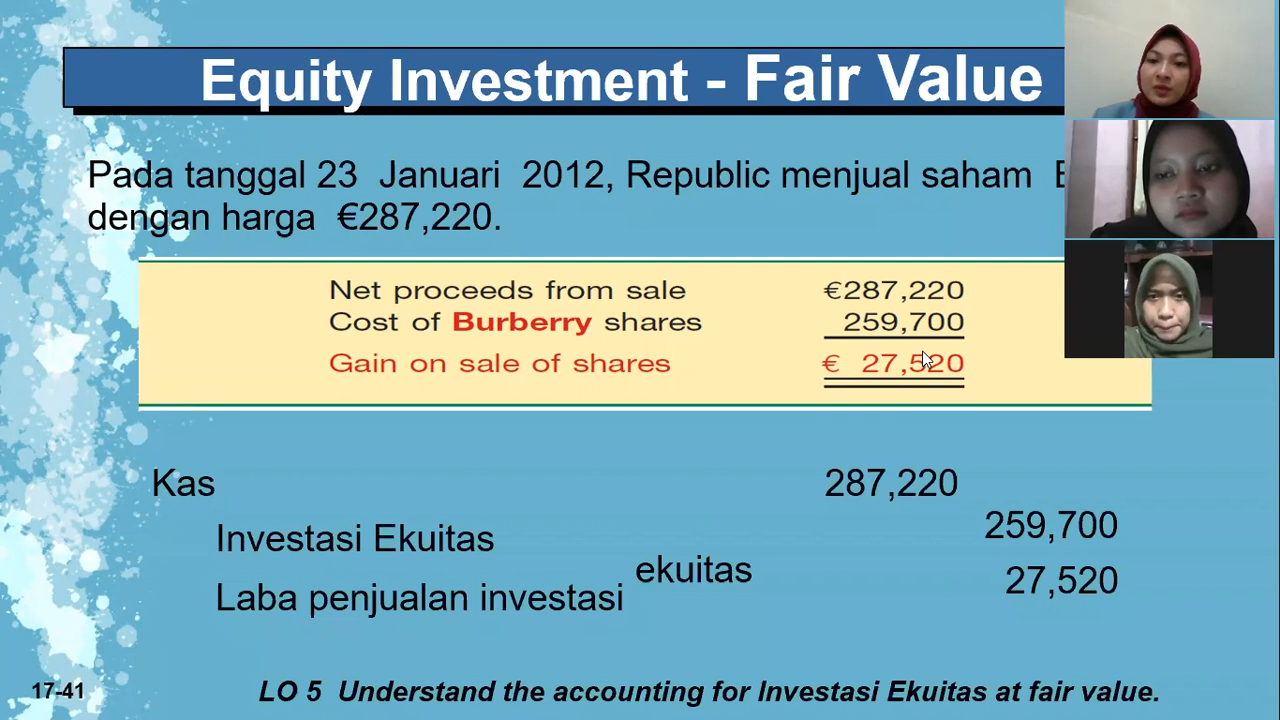 Equity Investment - Fair Value
Pada tanggal 23 Januari 2012, Republic menjual saham
dengan harga €287,220.
Net proceeds from sale €287,220
Cost of Burberry shares 259,700
Gain on sale of shares € 27,520
Kas 287,220
Investasi Ekuitas 259,700
Laba penjualan investasi ekuitas 27,520
17-41 LO 5 Understand the accounting for Investasi Ekuitas at fair value.